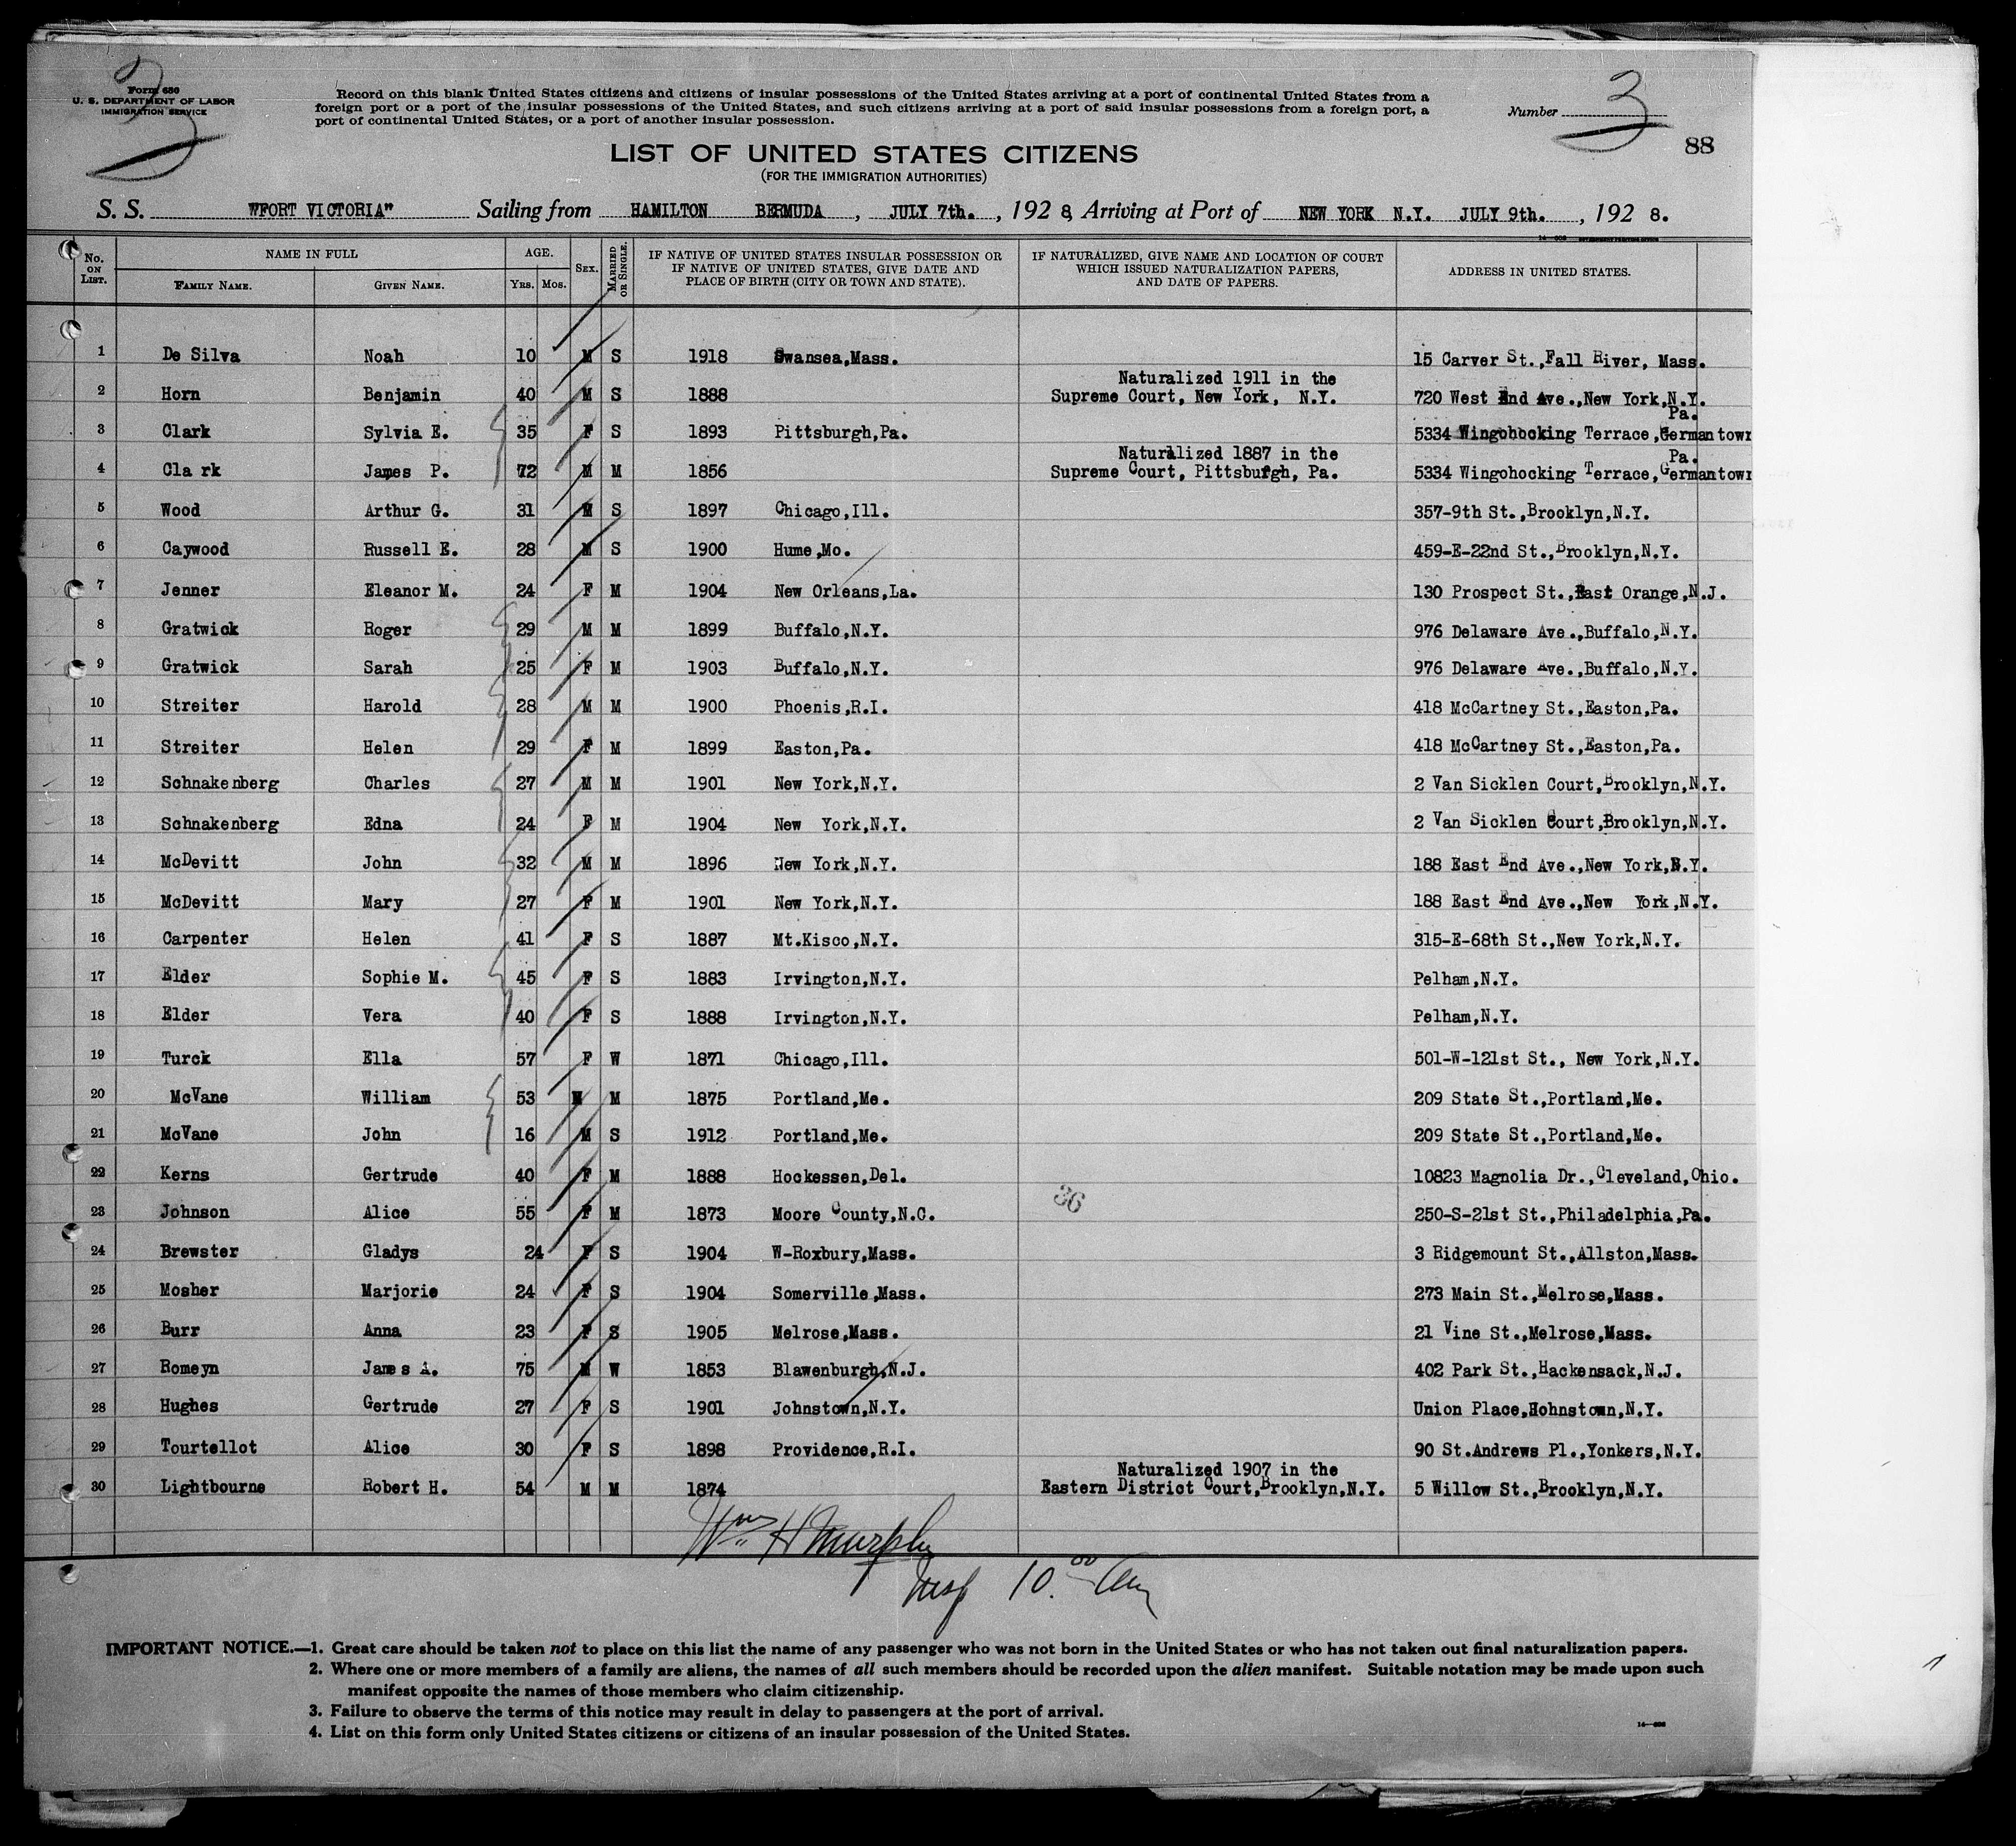 3
Form 630
U. S. DEPARTMENT OF LABOR
IMMIGRATION SERVICE
Record on this blank United States citizens and citizens of insular possessions of the United States arriving at a port of continental United States from a
foreign port or a port of the insular possessions of the United States, and such citizens arriving at a port of said insular possessions from a foreign port, a
port of continental United States, or a port of another insular possession.
Number 3
88
LIST OF UNITED STATES CITIZENS
(FOR THE IMMIGRATION AUTHORITIES)
S. S. "FORT VICTORIA" Sailing from HAMILTON BERMUDA, JULY 7th., 1928, Arriving at Port of NEW YORK N.Y. JULY 9th., 1928.
No. ON LIST. NAME IN FULL FAMILY NAME. GIVEN NAME. AGE. Yrs. Mos. SEX. MARRIED OR SINGLE. IF NATIVE OF UNITED STATES INSULAR POSSESSION OR IF NATIVE OF UNITED STATES, GIVE DATE AND PLACE OF BIRTH (CITY OR TOWN AND STATE). IF NATURALIZED, GIVE NAME AND LOCATION OF COURT WHICH ISSUED NATURALIZATION PAPERS, AND DATE OF PAPERS. ADDRESS IN UNITED STATES.
1 De Silva Noah 10 M S 1918 Swansea,Mass. 15 Carver St.,Fall River, Mass.
Naturalized 1911 in the
2 Horn Benjamin 40 M S 1888 Supreme Court, New York, N.Y. 720 West End Ave.,New York,N.Y.
Pa.
3 Clark Sylvia E. 35 F S 1893 Pittsburgh,Pa. 5334 Wingohocking Terrace,Germantown
Naturalized 1887 in the Pa.
4 Cla rk James P. 72 M M 1856 Supreme Court, Pittsburgh, Pa. 5334 Wingohocking Terrace,Germantown
5 Wood Arthur G. 31 M S 1897 Chicago,Ill. 357-9th St.,Brooklyn,N.Y.
6 Caywood Russell E. 28 M S 1900 Hume,Mo. 459-E-22nd St.,Brooklyn,N.Y.
7 Jenner Eleanor M. 24 F M 1904 New Orleans,La. 130 Prospect St.,East Orange,N.J.
8 Gratwick Roger 29 M M 1899 Buffalo,N.Y. 976 Delaware Ave.,Buffalo,N.Y.
9 Gratwick Sarah 25 F M 1903 Buffalo,N.Y. 976 Delaware Ave.,Buffalo,N.Y.
10 Streiter Harold 28 M M 1900 Phoenis,R.I. 418 McCartney St.,Easton,Pa.
11 Streiter Helen 29 F M 1899 Easton,Pa. 418 McCartney St.,Easton,Pa.
12 Schnakenberg Charles 27 M M 1901 New York,N.Y. 2 Van Sicklen Court,Brooklyn,N.Y.
13 Schnakenberg Edna 24 F M 1904 New York,N.Y. 2 Van Sicklen Court,Brooklyn,N.Y.
14 McDevitt John 32 M M 1896 New York,N.Y. 188 East End Ave.,New York,N.Y.
15 McDevitt Mary 27 F M 1901 New York,N.Y. 188 East End Ave.,New York,N.Y.
16 Carpenter Helen 41 F S 1887 Mt.Kisco,N.Y. 315-E-68th St.,New York,N.Y.
17 Elder Sophie M. 45 F S 1883 Irvington,N.Y. Pelham,N.Y.
18 Elder Vera 40 F S 1888 Irvington,N.Y. Pelham,N.Y.
19 Turck Ella 57 F W 1871 Chicago,Ill. 501-W-121st St., New York,N.Y.
20 McVane William 53 M M 1875 Portland,Me. 209 State St.,Portland,Me.
21 McVane John 16 M S 1912 Portland,Me. 209 State St.,Portland,Me.
22 Kerns Gertrude 40 F M 1888 Hockessen,Del. 10823 Magnolia Dr.,Cleveland,Ohio.
36
23 Johnson Alice 55 F M 1873 Moore County,N.C. 250-S-21st St.,Philadelphia,Pa.
24 Brewster Gladys 24 F S 1904 W-Roxbury,Mass. 3 Ridgemount St.,Allston,Mass.
25 Mosher Marjorie 24 F S 1904 Somerville,Mass. 273 Main St.,Melrose,Mass.
26 Burr Anna 23 F S 1905 Melrose,Mass. 21 Vine St.,Melrose,Mass.
27 Romeyn James A. 75 M W 1853 Blawenburgh,N.J. 402 Park St.,Hackensack,N.J.
28 Hughes Gertrude 27 F S 1901 Johnstown,N.Y. Union Place,Hohnstown,N.Y.
29 Tourtellot Alice 30 F S 1898 Providence,R.I. 90 St.Andrews Pl.,Yonkers,N.Y.
Naturalized 1907 in the
30 Lightbourne Robert H. 54 M M 1874 Eastern District Court,Brooklyn,N.Y. 5 Willow St.,Brooklyn,N.Y.
Wm H Murphy
Insp 10.00 Am
IMPORTANT NOTICE.—1. Great care should be taken not to place on this list the name of any passenger who was not born in the United States or who has not taken out final naturalization papers.
2. Where one or more members of a family are aliens, the names of all such members should be recorded upon the alien manifest. Suitable notation may be made upon such
manifest opposite the names of those members who claim citizenship.
3. Failure to observe the terms of this notice may result in delay to passengers at the port of arrival.
4. List on this form only United States citizens or citizens of an insular possession of the United States.